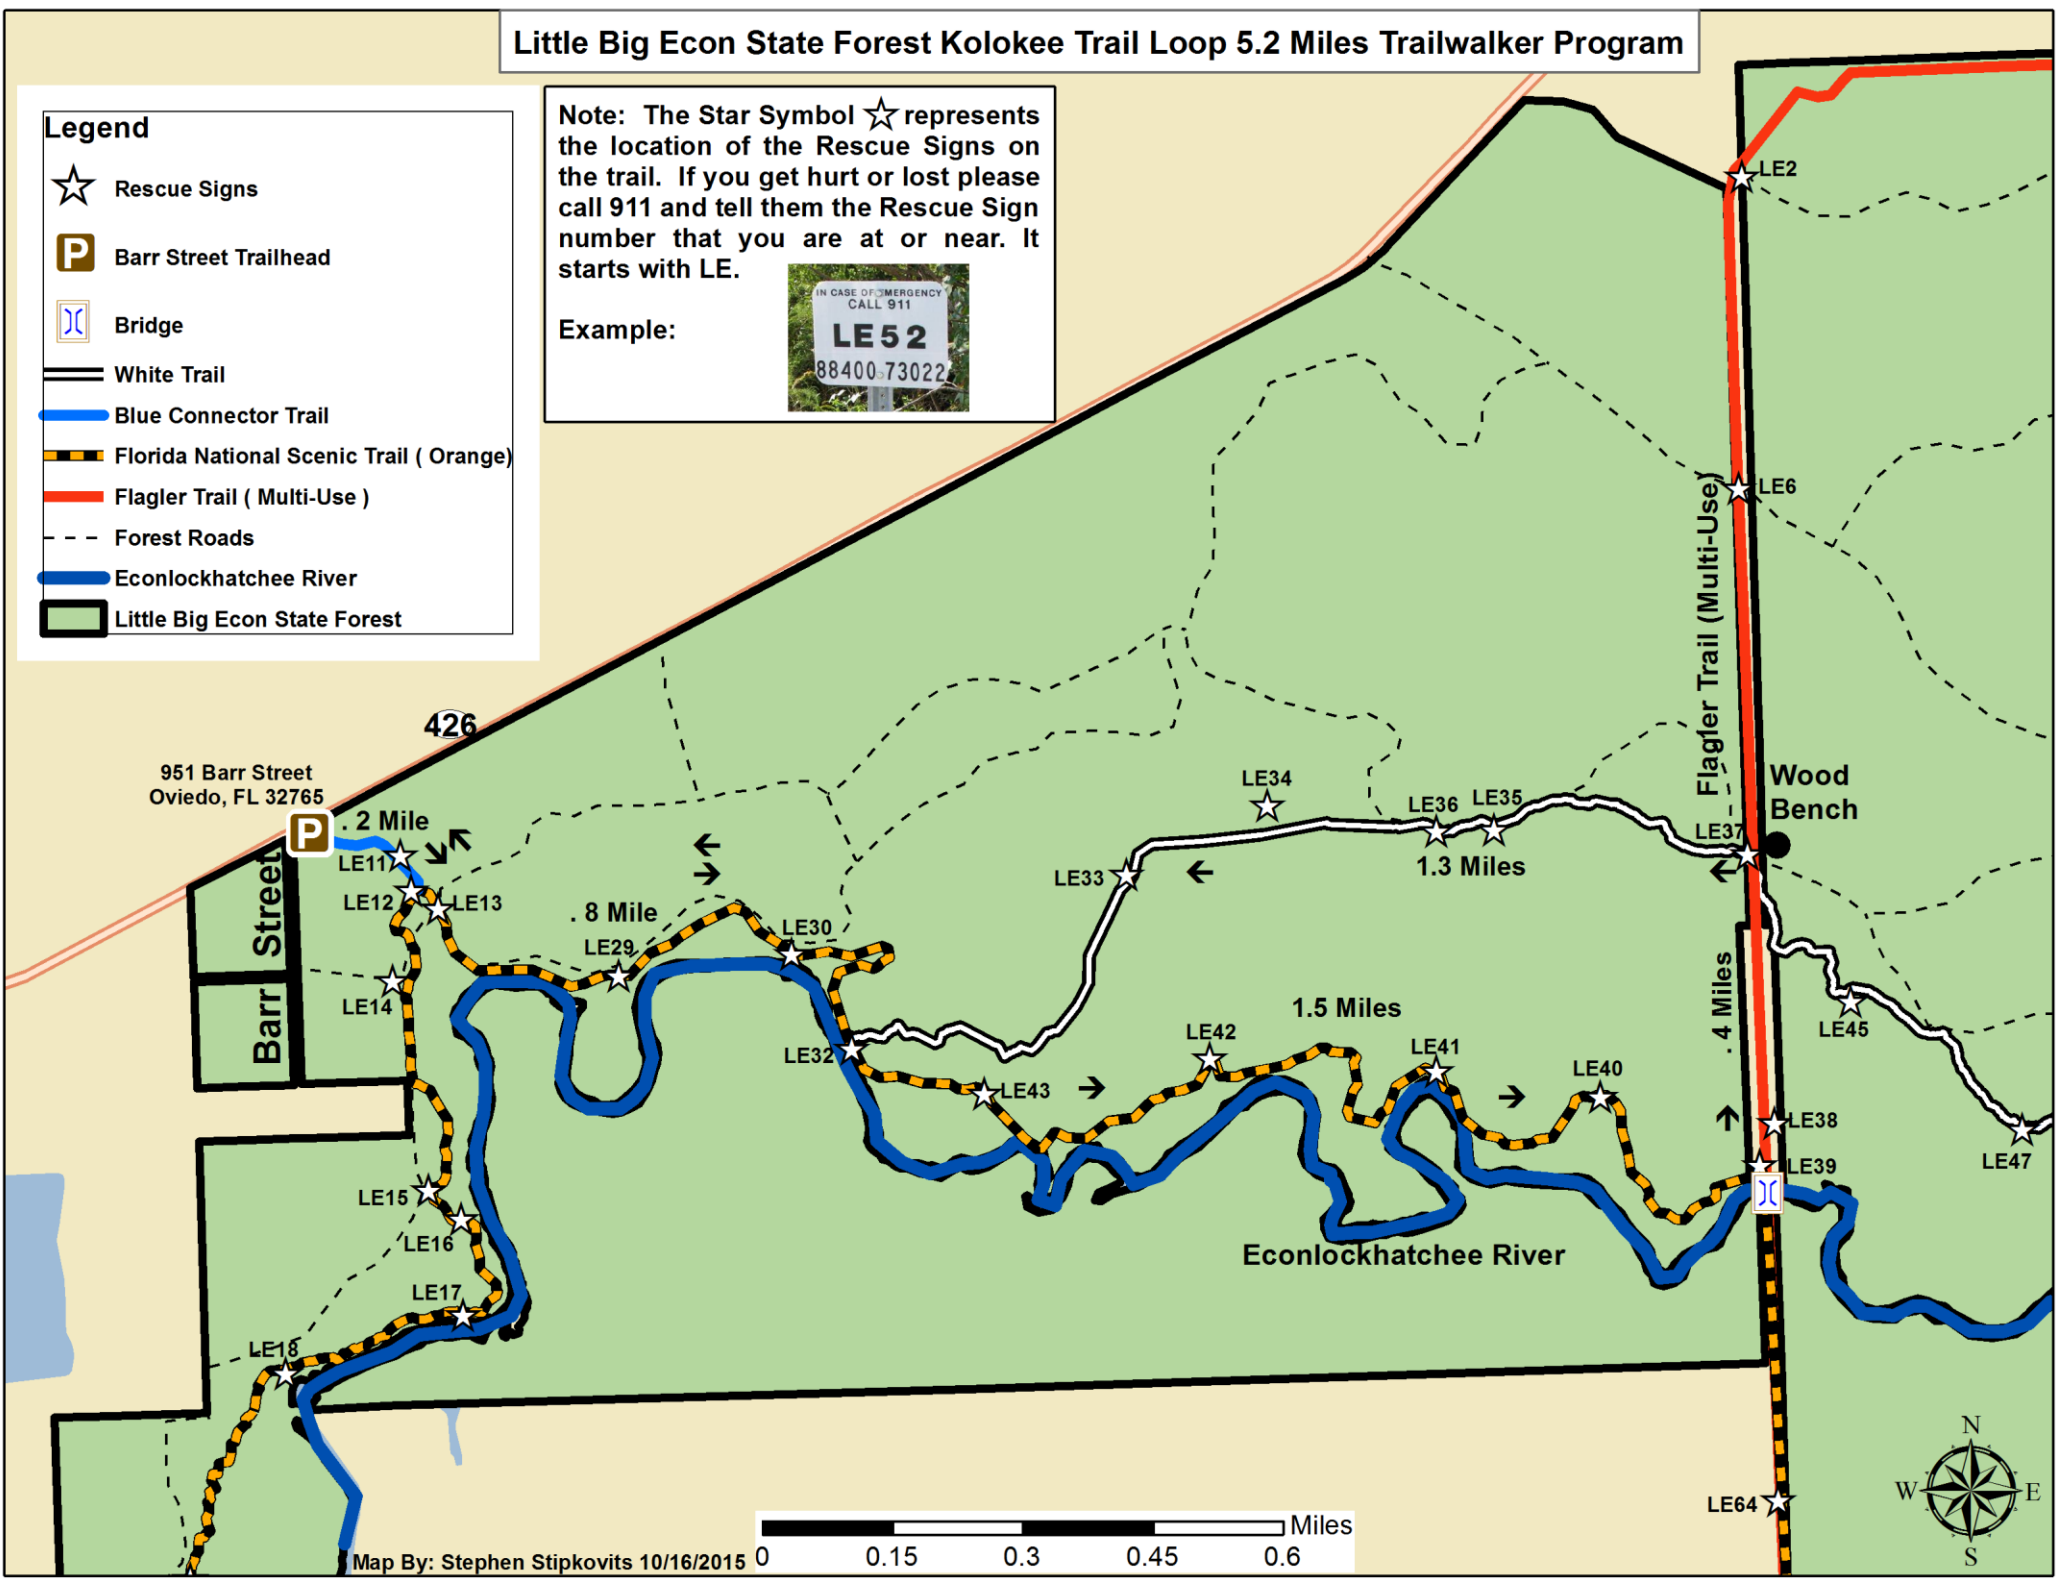 Little Big Econ State Forest Kolokee Trail Loop 5.2 Miles Trailwalker Program
Legend
Rescue Signs
P
Barr Street Trailhead
Bridge
White Trail
Blue Connector Trail
Florida National Scenic Trail ( Orange)
Flagler Trail ( Multi-Use )
Forest Roads
Econlockhatchee River
Little Big Econ State Forest
Note: The Star Symbol represents
the location of the Rescue Signs on
the trail. If you get hurt or lost please
call 911 and tell them the Rescue Sign
number that you are at or near. It
starts with LE.
Example:
IN CASE OF EMERGENCY
CALL 911
LE52
88400 73022
LE2
LE6
Flagler Trail (Multi-Use)
426
951 Barr Street
Oviedo, FL 32765
P
. 2 Mile
LE11
LE12
LE13
Barr Street
LE14
. 8 Mile
LE29
LE30
LE32
LE33
LE34
LE36
LE35
1.3 Miles
LE37
Wood
Bench
. 4 Miles
LE45
LE47
1.5 Miles
LE43
LE42
LE41
LE40
LE38
LE39
LE15
LE16
LE17
LE18
Econlockhatchee River
LE64
N
W
E
S
Miles
0
0.15
0.3
0.45
0.6
Map By: Stephen Stipkovits 10/16/2015